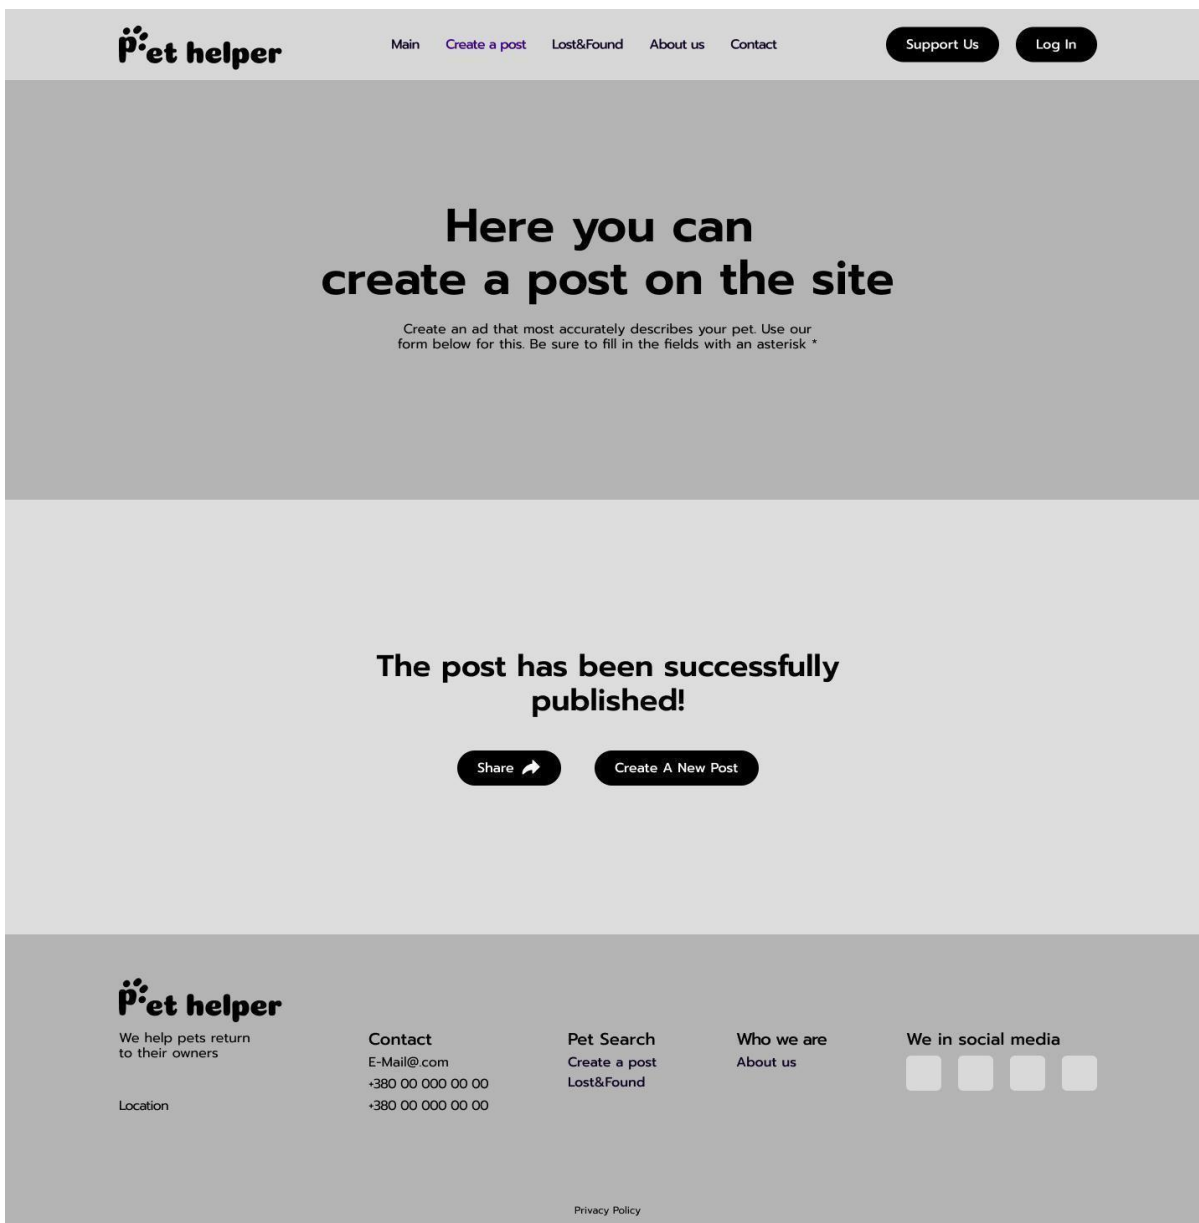 Pet helper
Main Create a post Lost&Found About us Contact
Support Us Log In
Here you can
create a post on the site
Create an ad that most accurately describes your pet. Use our
form below for this. Be sure to fill in the fields with an asterisk *
The post has been successfully
published!
Share Create A New Post
Pet helper
We help pets return
to their owners
Location
Contact
E-Mail@.com
+380 00 000 00 00
+380 00 000 00 00
Pet Search
Create a post
Lost&Found
Who we are
About us
We in social media
Privacy Policy